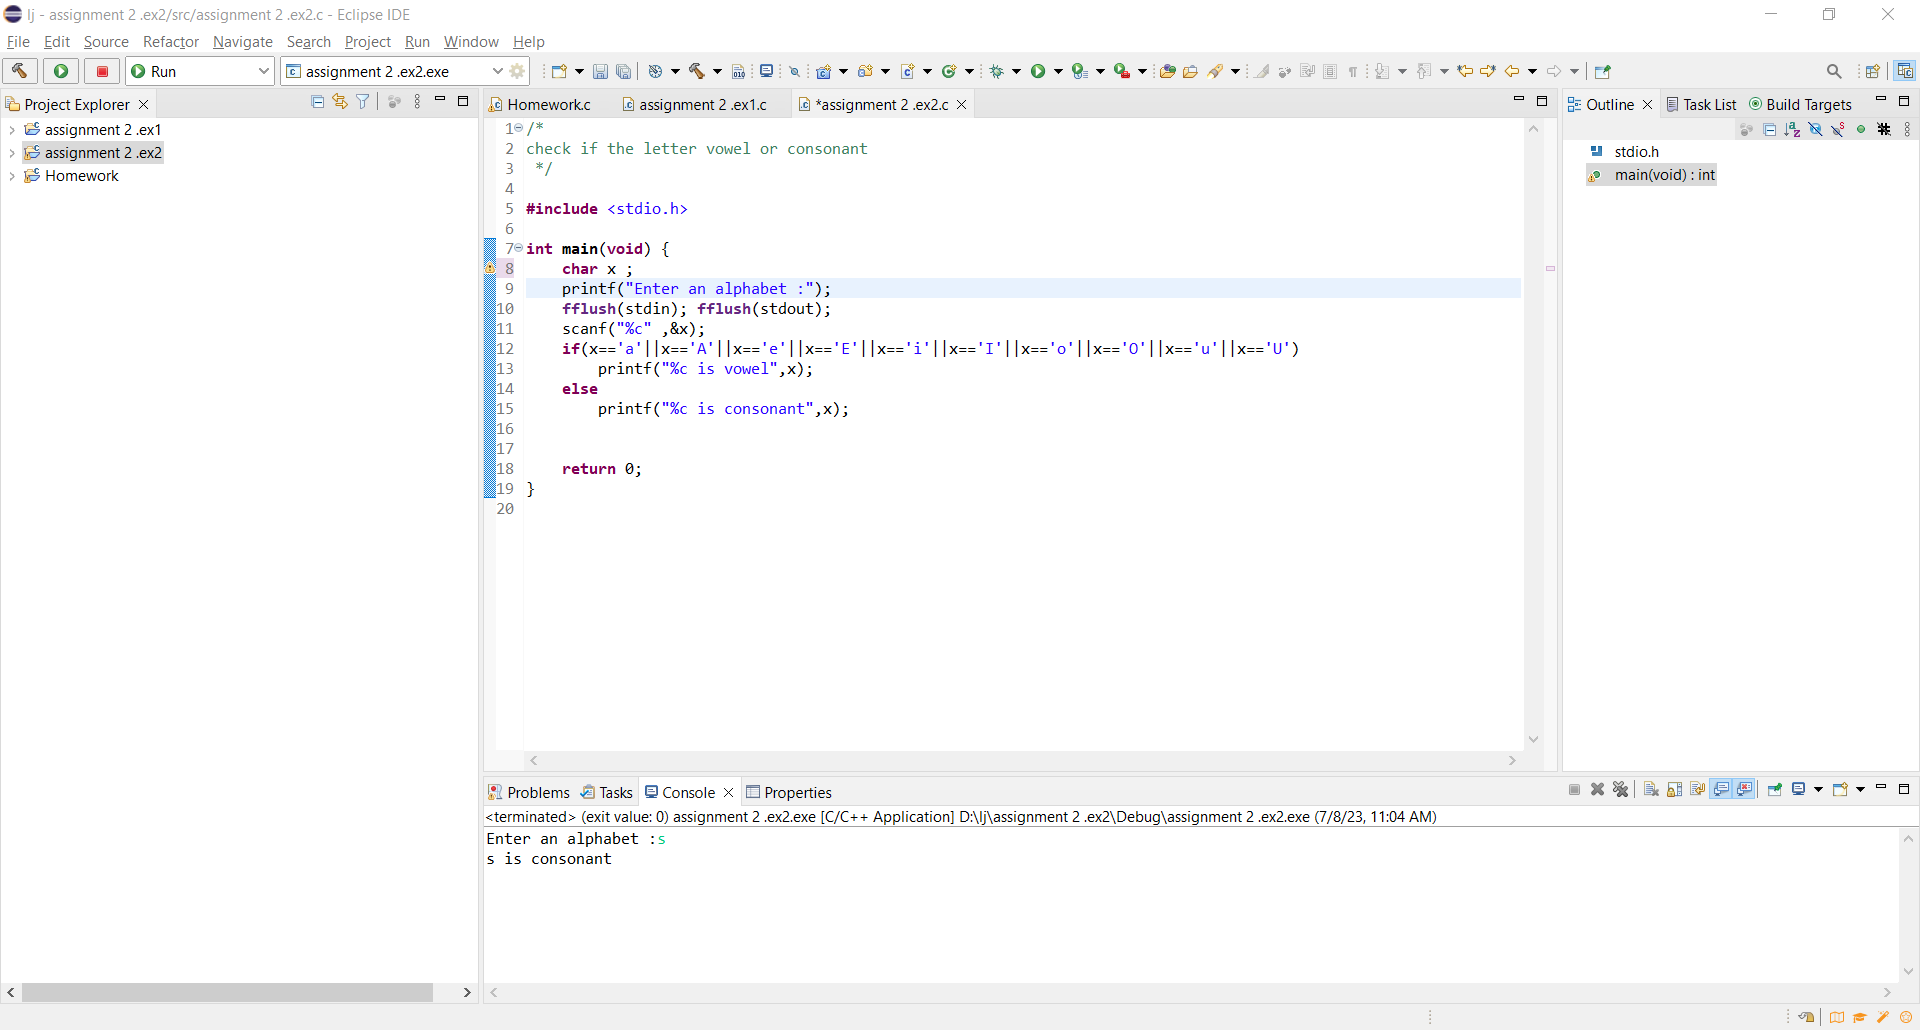 lj - assignment 2 .ex2/src/assignment 2 .ex2.c - Eclipse IDE
File Edit Source Refactor Navigate Search Project Run Window Help
Run assignment 2 .ex2.exe
Project Explorer
assignment 2 .ex1
assignment 2 .ex2
Homework
Homework.c assignment 2 .ex1.c *assignment 2 .ex2.c
1 /*
2 check if the letter vowel or consonant
3 */
4
5 #include <stdio.h>
6
7 int main(void) {
8 char x ;
9 printf("Enter an alphabet :");
10 fflush(stdin); fflush(stdout);
11 scanf("%c" ,&x);
12 if(x=='a'||x=='A'||x=='e'||x=='E'||x=='i'||x=='I'||x=='o'||x=='O'||x=='u'||x=='U')
13 printf("%c is vowel",x);
14 else
15 printf("%c is consonant",x);
16
17
18 return 0;
19 }
20
Outline Task List Build Targets
stdio.h
main(void) : int
Problems Tasks Console Properties
<terminated> (exit value: 0) assignment 2 .ex2.exe [C/C++ Application] D:\lj\assignment 2 .ex2\Debug\assignment 2 .ex2.exe (7/8/23, 11:04 AM)
Enter an alphabet :s
s is consonant